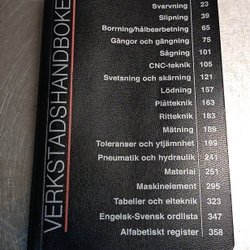 VERKSTADSHANDBOKEN
Svarvning 23
Slipning 39
Borrning/hålbearbetning 65
Gängor och gängning 75
Sågning 101
CNC-teknik 105
Svetsning och skärning 121
Lödning 157
Plåtteknik 163
Ritteknik 183
Mätning 189
Toleranser och ytjämnhet 199
Pneumatik och hydraulik 241
Material 251
Maskinelement 295
Tabeller och elteknik 323
Engelsk-Svensk ordlista 347
Alfabetiskt register 358